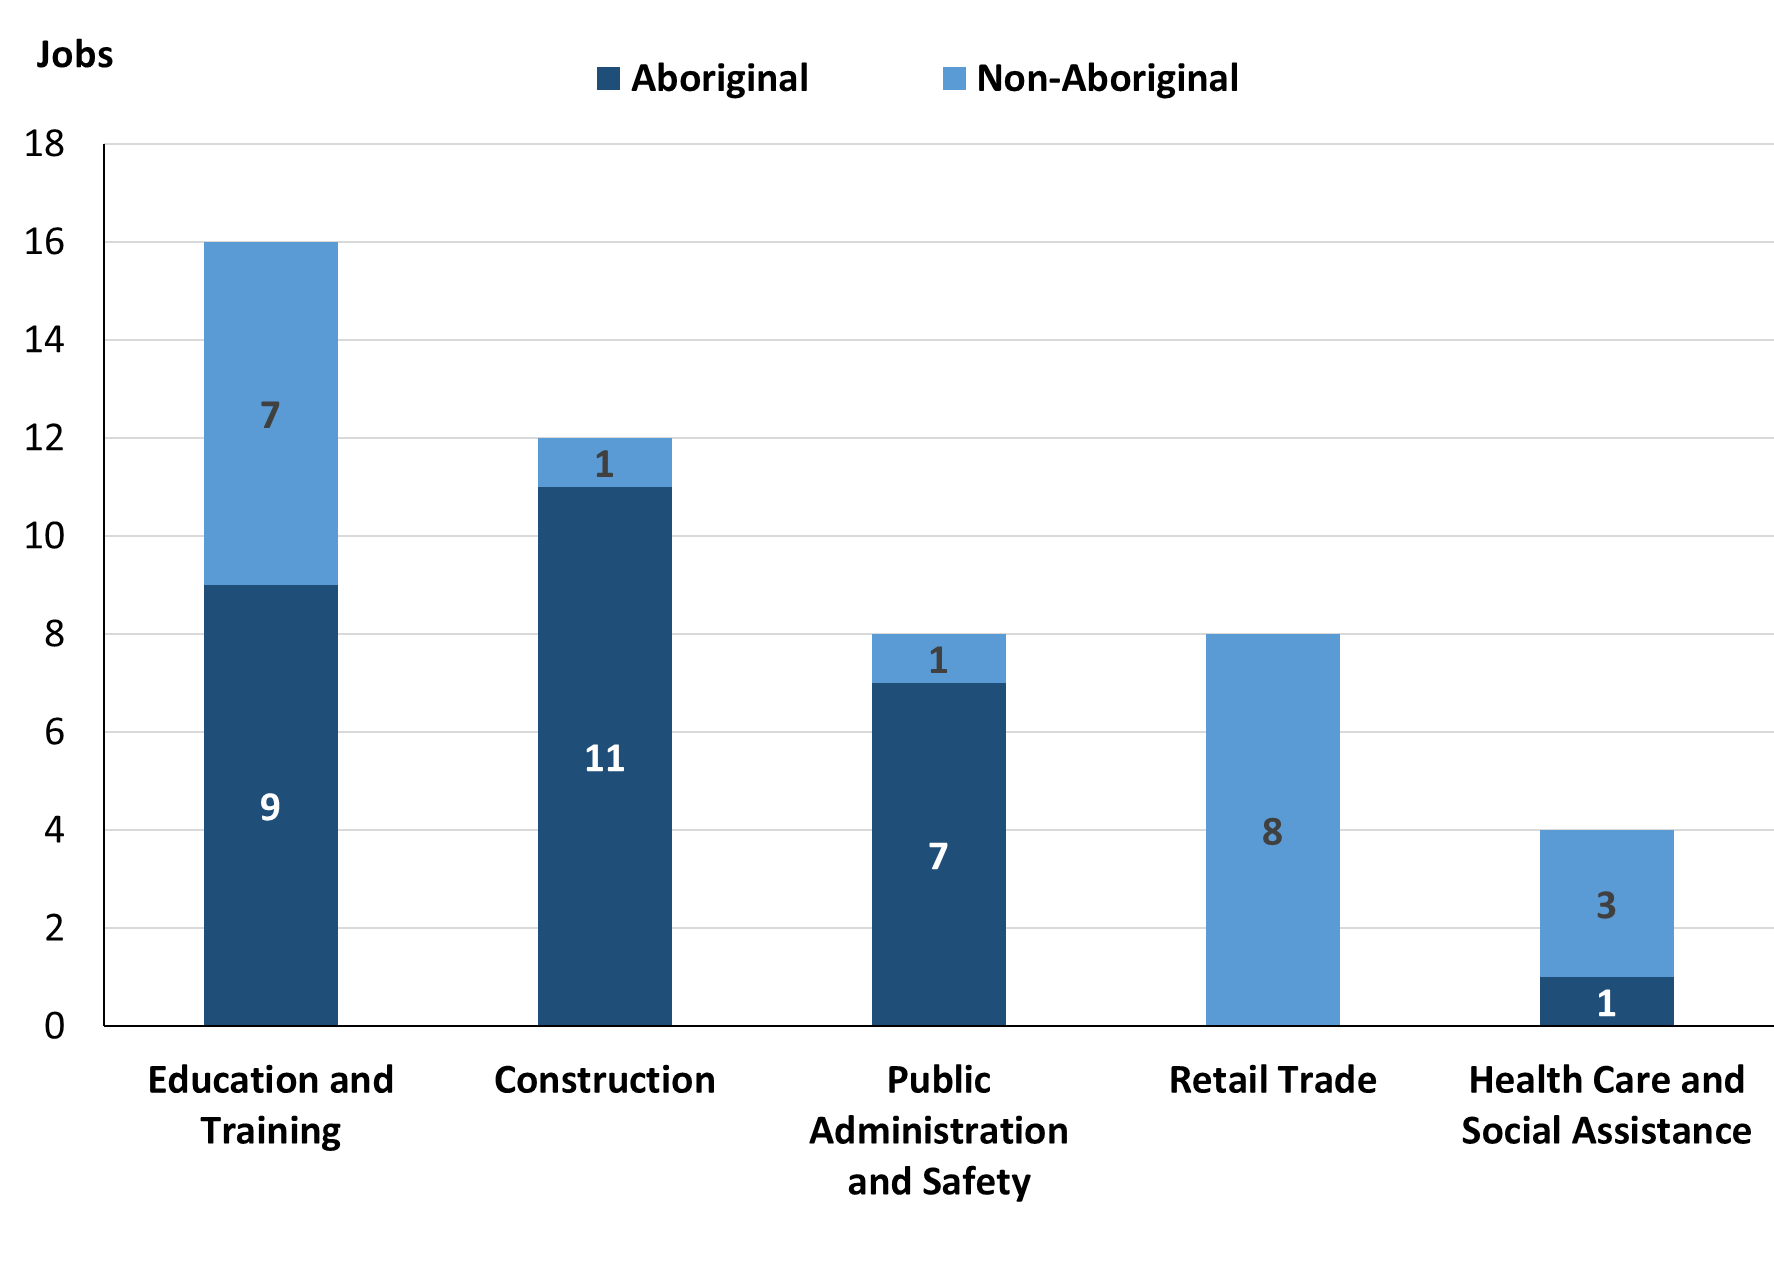 Jobs
Aboriginal Non-Aboriginal
18
16
14
12
10
8
6
4
2
0
7
9
1
11
1
7
8
3
1
Education and
Training
Construction
Public
Administration
and Safety
Retail Trade
Health Care and
Social Assistance